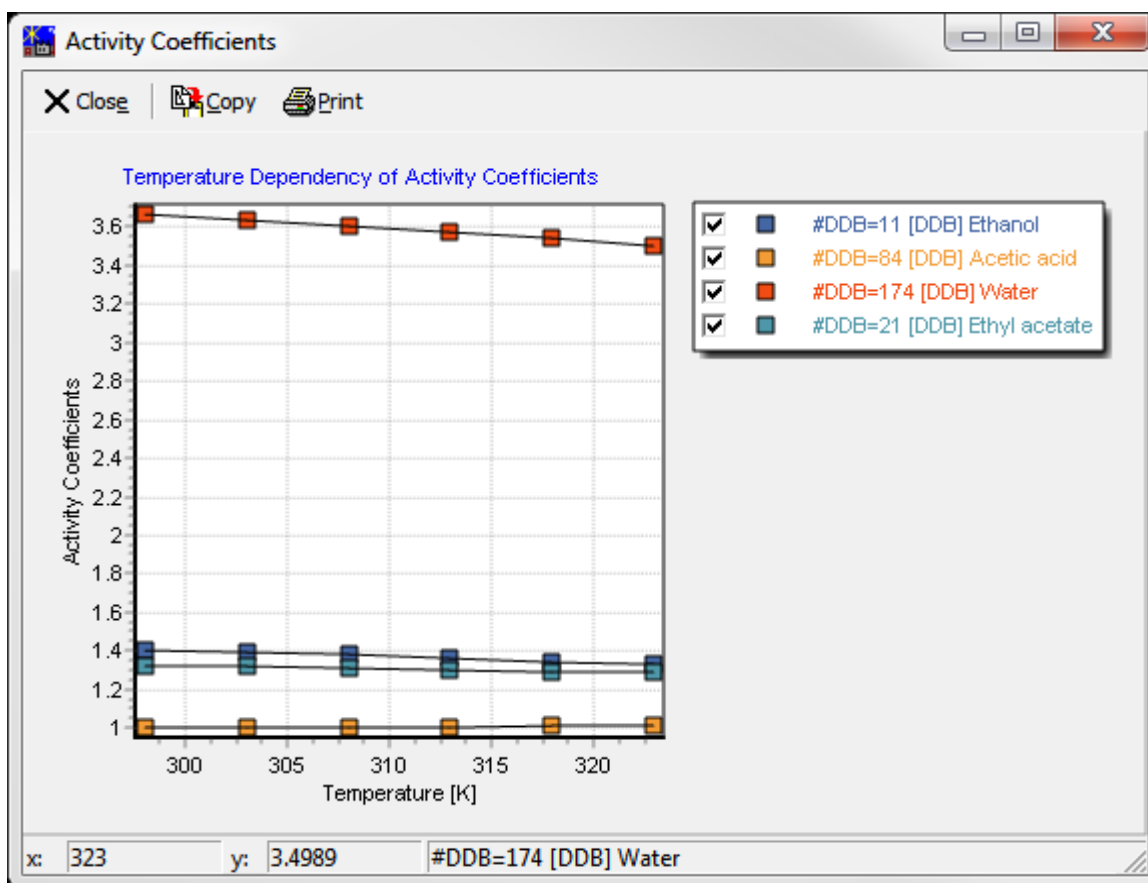 Activity Coefficients
Close Copy Print
Temperature Dependency of Activity Coefficients
Activity Coefficients
3.6
3.4
3.2
3
2.8
2.6
2.4
2.2
2
1.8
1.6
1.4
1.2
1
300 305 310 315 320
Temperature [K]
#DDB=11 [DDB] Ethanol
#DDB=84 [DDB] Acetic acid
#DDB=174 [DDB] Water
#DDB=21 [DDB] Ethyl acetate
x: 323 y: 3.4989 #DDB=174 [DDB] Water